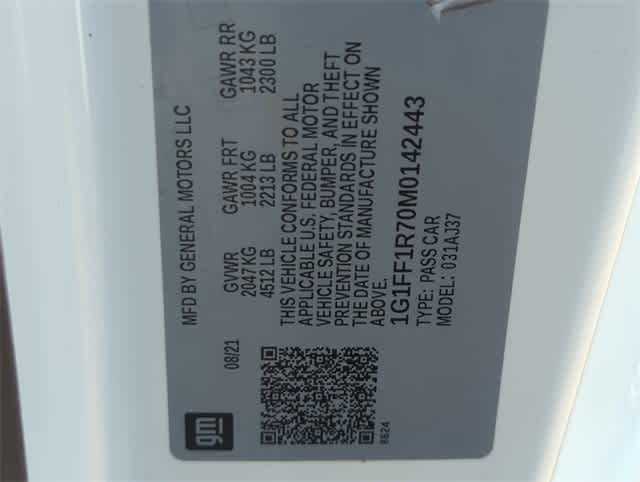 MFD BY GENERAL MOTORS LLC
08/21
GVWR GAWR FRT GAWR RR
2047 KG 1004 KG 1043 KG
4512 LB 2213 LB 2300 LB
THIS VEHICLE CONFORMS TO ALL
APPLICABLE U.S. FEDERAL MOTOR
VEHICLE SAFETY, BUMPER, AND THEFT
PREVENTION STANDARDS IN EFFECT ON
THE DATE OF MANUFACTURE SHOWN
ABOVE.
1G1FF1R70M0142443
TYPE: PASS CAR
MODEL: 031AJ37
gm
8624